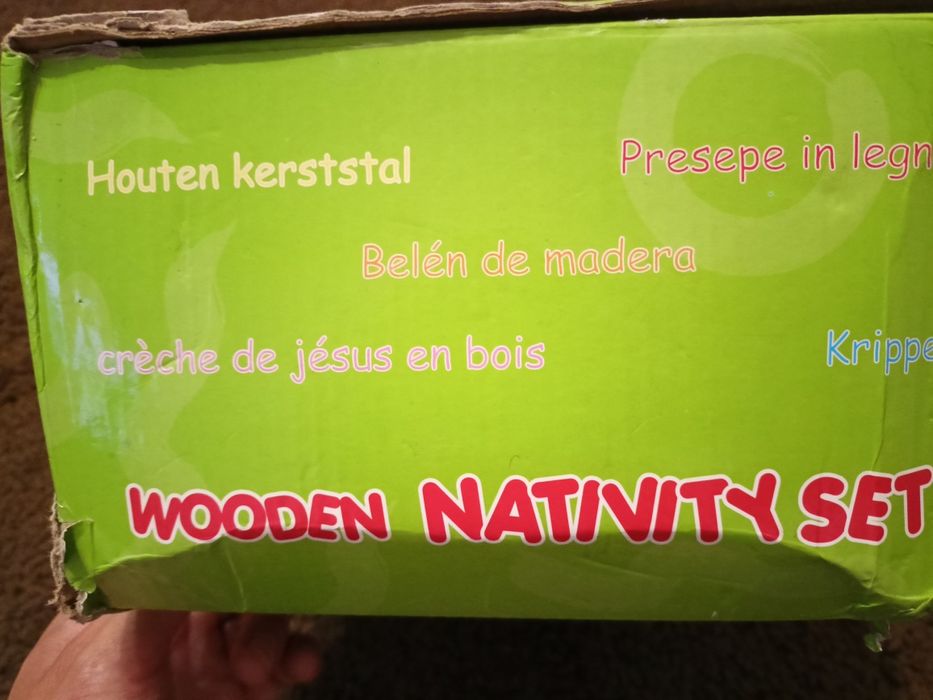 Houten kerststal
Presepe in legn
Belén de madera
crèche de jésus en bois
Krippe
WOODEN NATIVITY SET